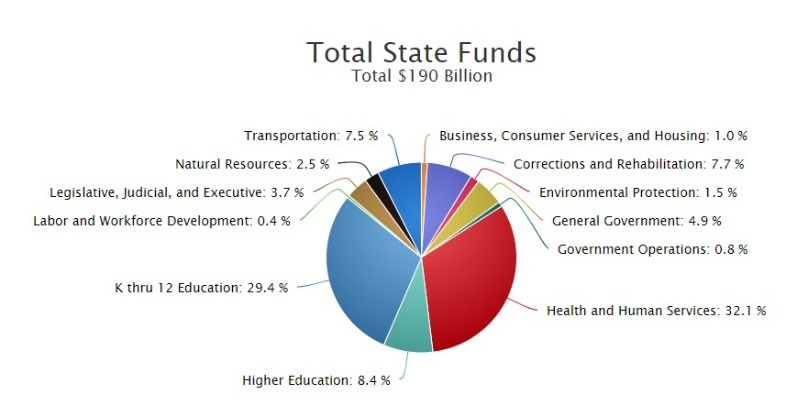 Total State Funds
Total $190 Billion
Transportation: 7.5 %
Business, Consumer Services, and Housing: 1.0 %
Natural Resources: 2.5 %
Corrections and Rehabilitation: 7.7 %
Legislative, Judicial, and Executive: 3.7 %
Environmental Protection: 1.5 %
Labor and Workforce Development: 0.4 %
General Government: 4.9 %
Government Operations: 0.8 %
K thru 12 Education: 29.4 %
Health and Human Services: 32.1 %
Higher Education: 8.4 %